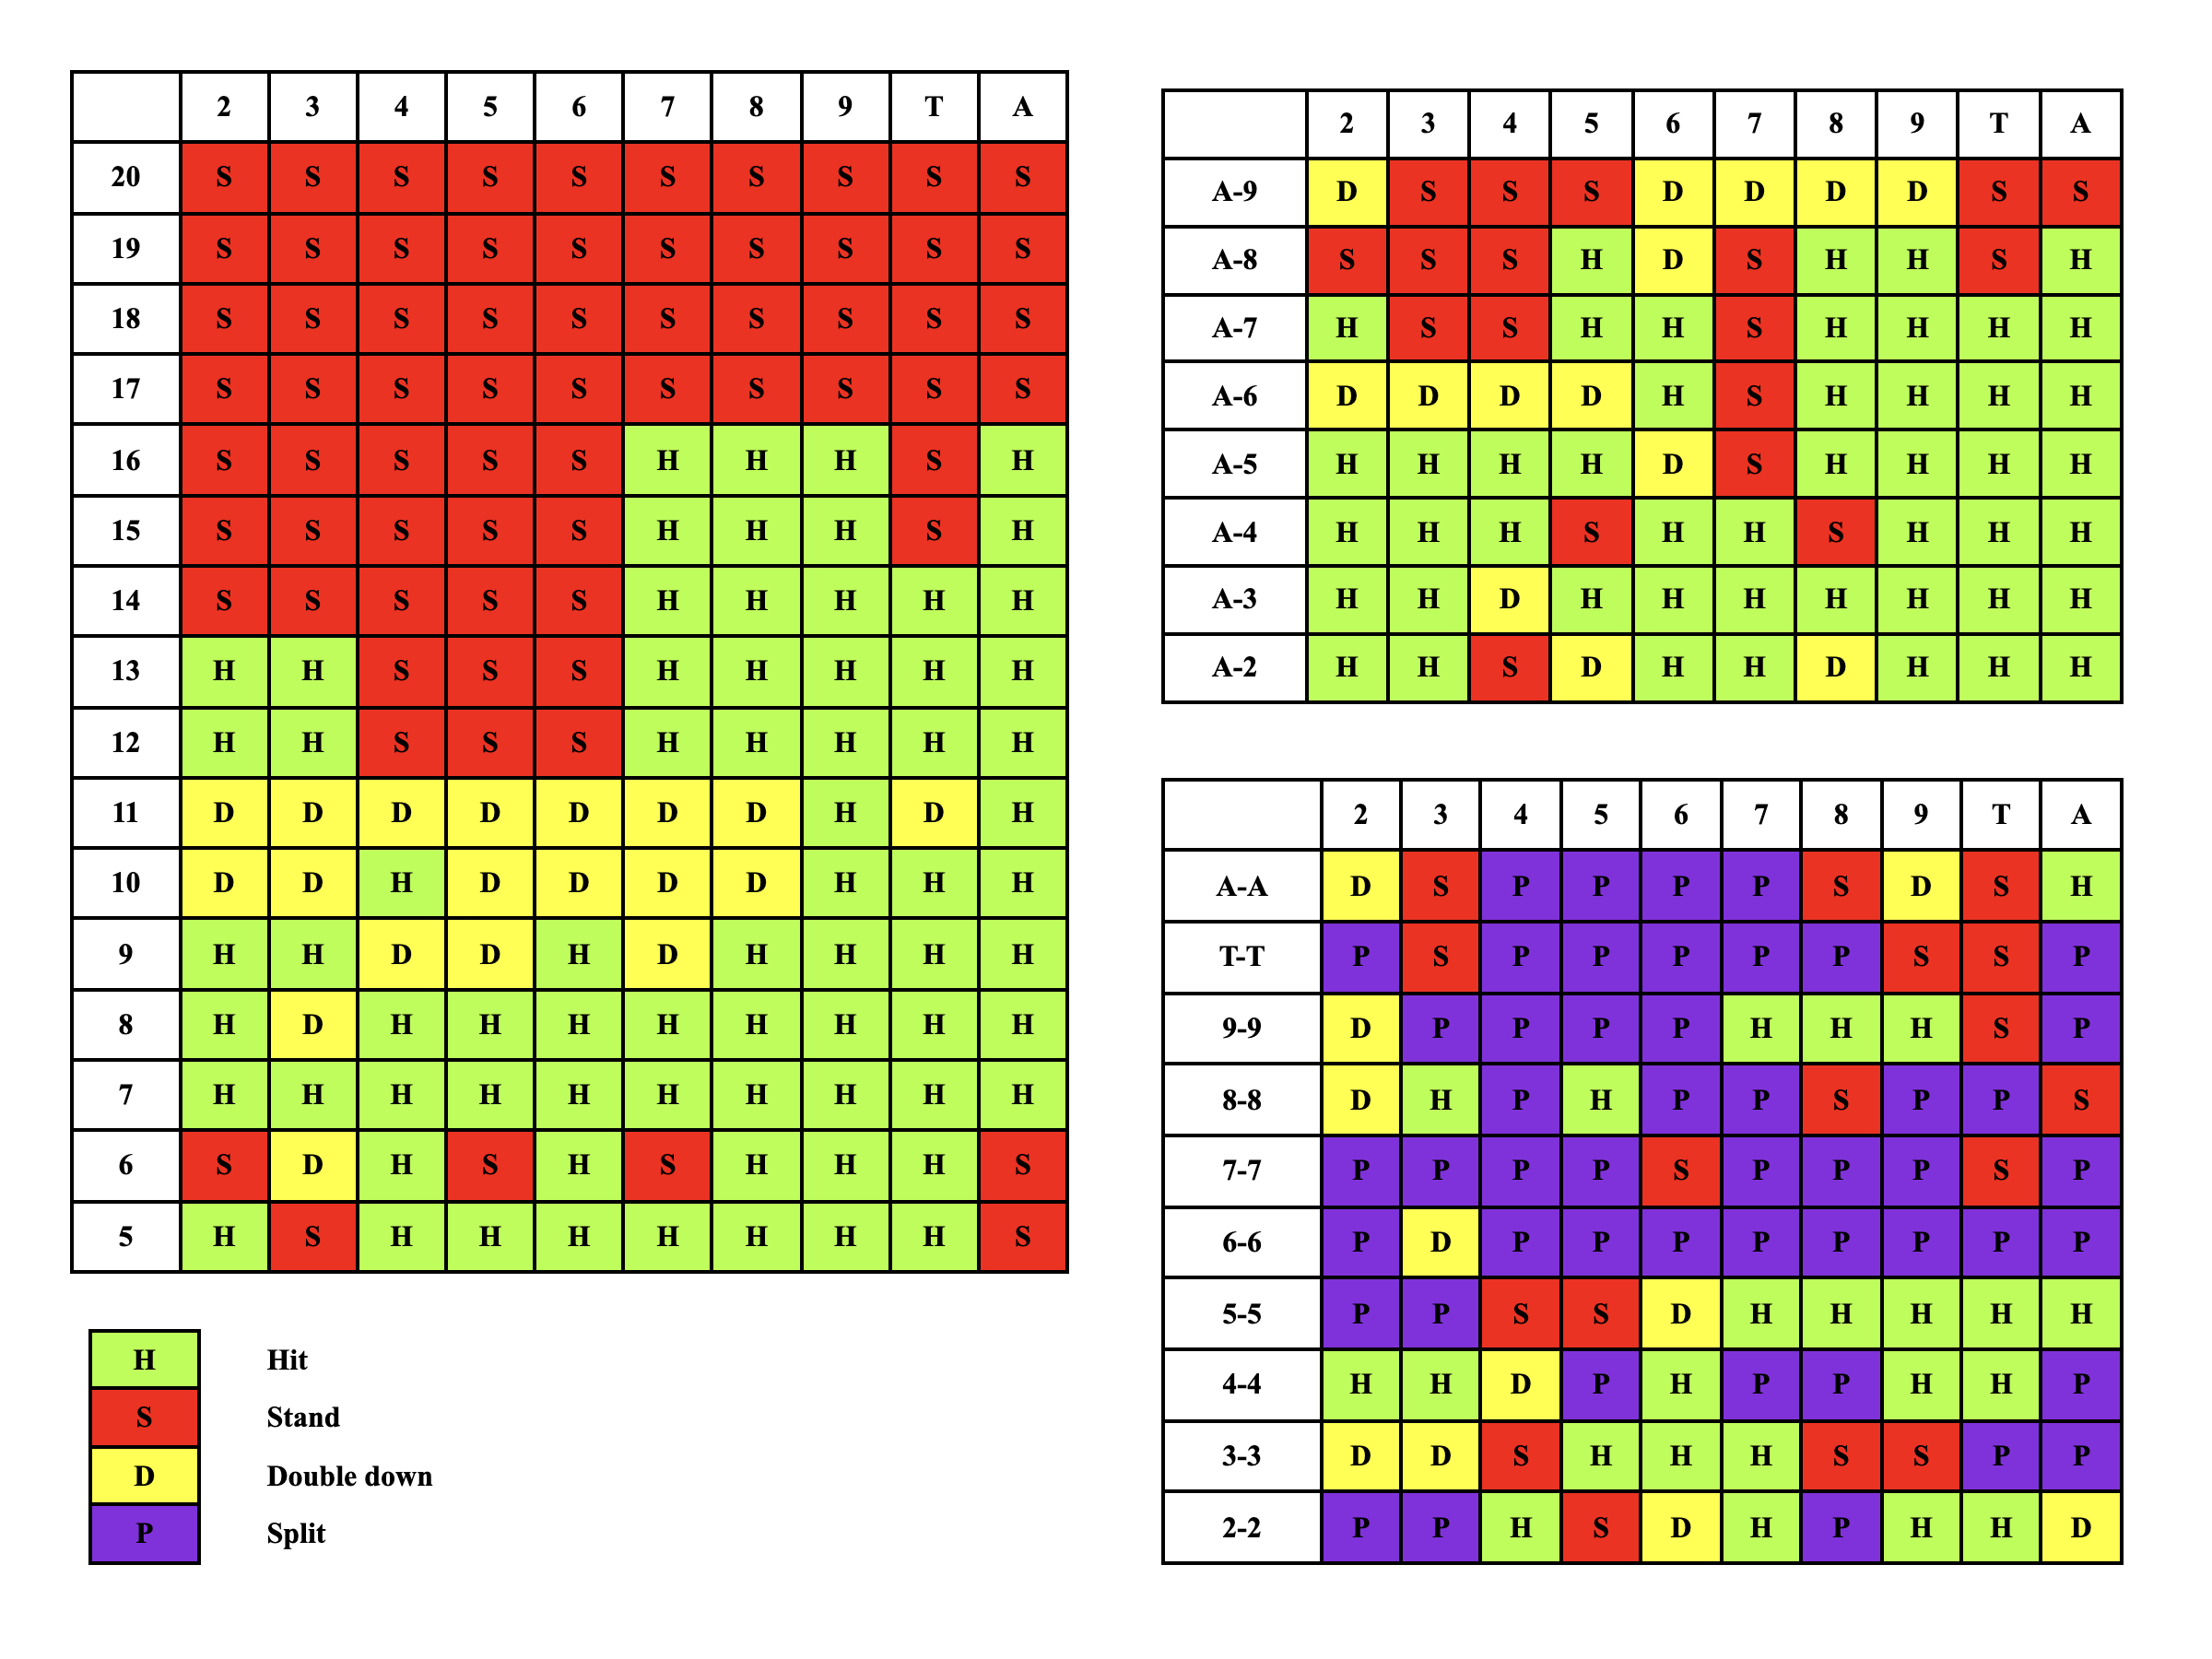 2 3 4 5 6 7 8 9 T A
20 S S S S S S S S S S
19 S S S S S S S S S S
18 S S S S S S S S S S
17 S S S S S S S S S S
16 S S S S S H H H S H
15 S S S S S H H H S H
14 S S S S S H H H H H
13 H H S S S H H H H H
12 H H S S S H H H H H
11 D D D D D D D H D H
10 D D H D D D D H H H
9 H H D D H D H H H H
8 H D H H H H H H H H
7 H H H H H H H H H H
6 S D H S H S H H H S
5 H S H H H H H H H S
H Hit
S Stand
D Double down
P Split
2 3 4 5 6 7 8 9 T A
A-9 D S S S D D D D S S
A-8 S S S H D S H H S H
A-7 H S S H H S H H H H
A-6 D D D D H S H H H H
A-5 H H H H D S H H H H
A-4 H H H S H H S H H H
A-3 H H D H H H H H H H
A-2 H H S D H H D H H H
2 3 4 5 6 7 8 9 T A
A-A D S P P P P S D S H
T-T P S P P P P P S S P
9-9 D P P P P H H H S P
8-8 D H P H P P S P P S
7-7 P P P P S P P P S P
6-6 P D P P P P P P P P
5-5 P P S S D H H H H H
4-4 H H D P H P P H H P
3-3 D D S H H H S S P P
2-2 P P H S D H P H H D